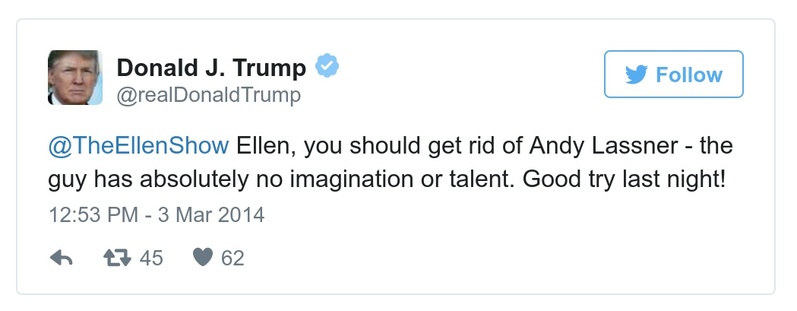 Donald J. Trump
@realDonaldTrump
Follow
@TheEllenShow Ellen, you should get rid of Andy Lassner - the
guy has absolutely no imagination or talent. Good try last night!
12:53 PM - 3 Mar 2014
45 62